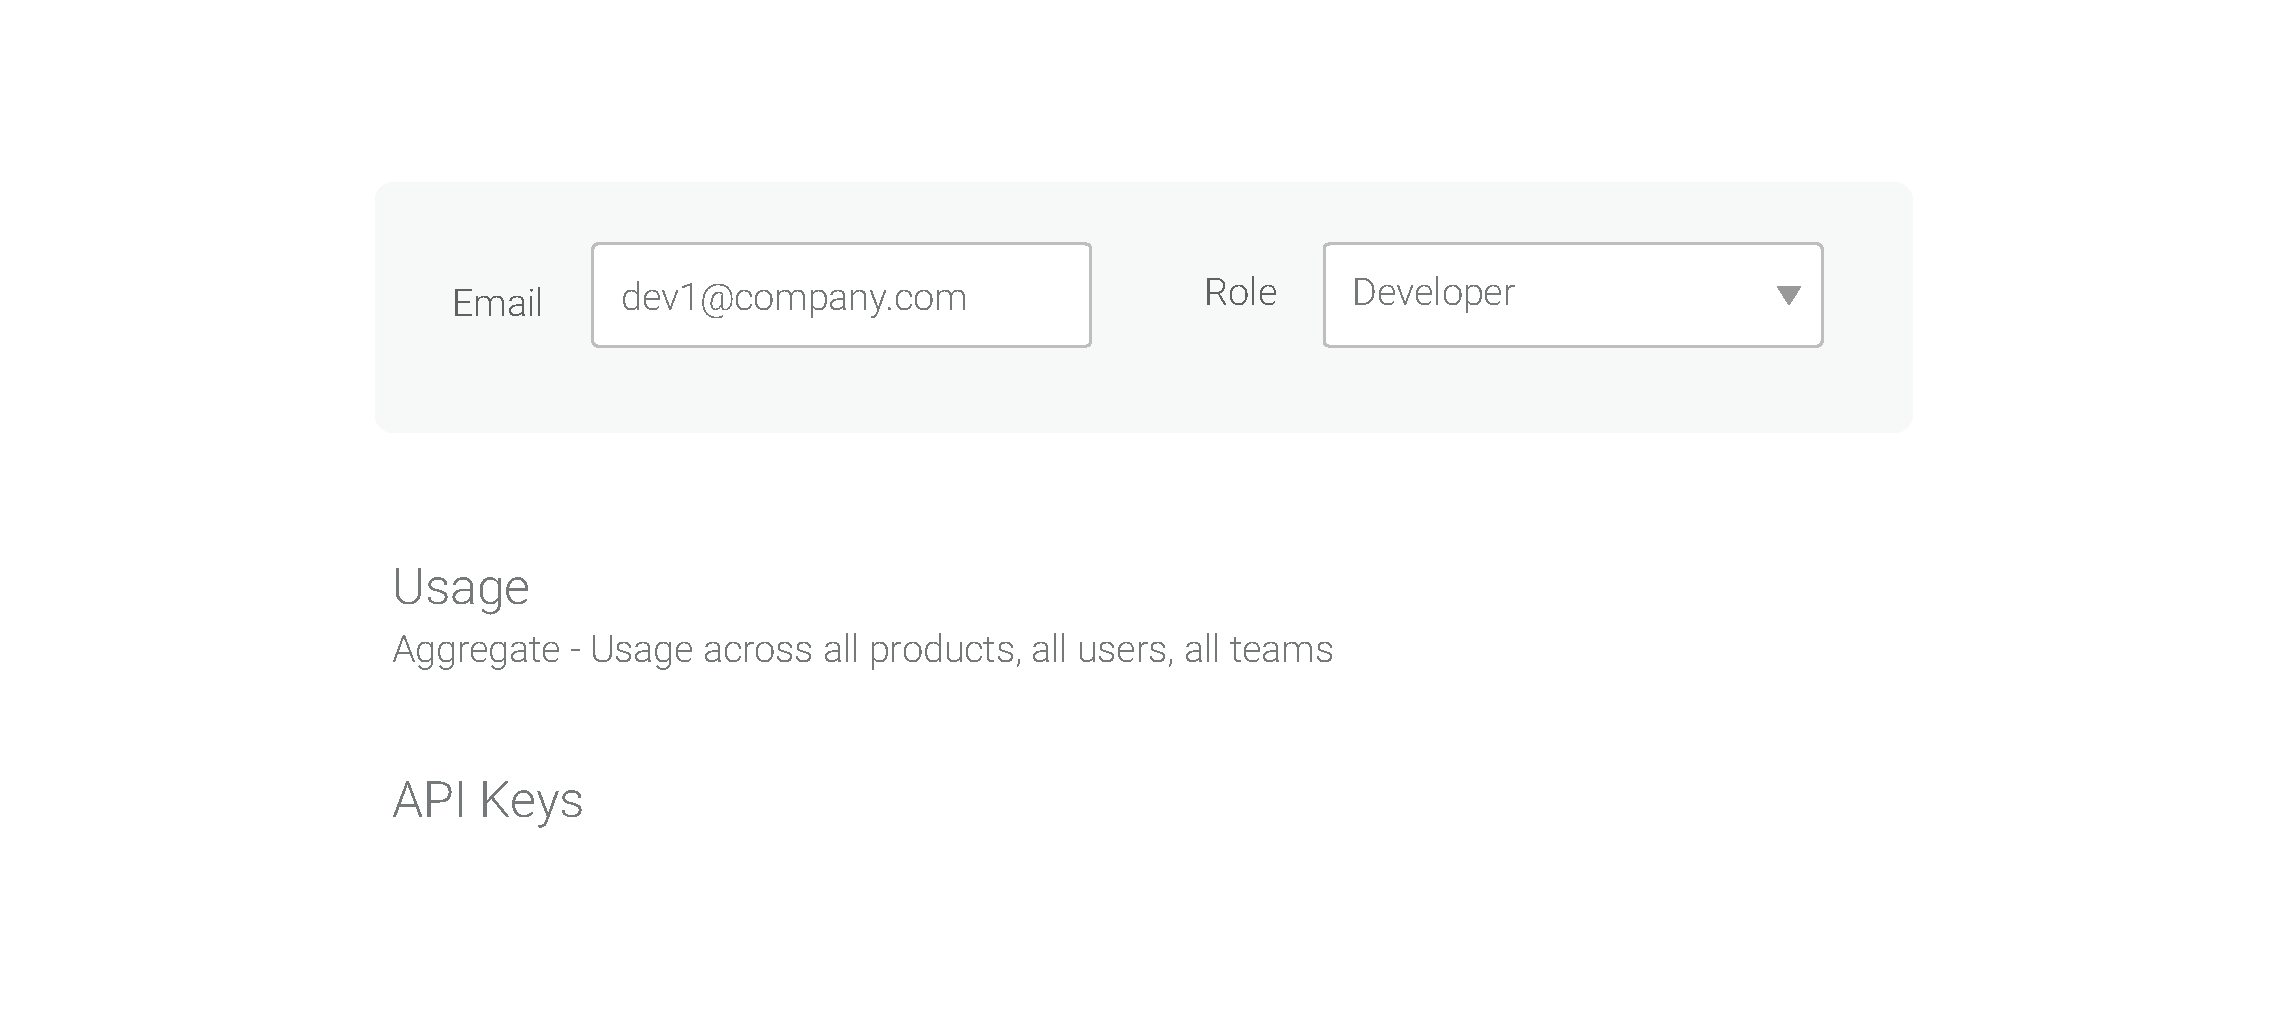 Email dev1@company.com Role Developer
Usage
Aggregate - Usage across all products, all users, all teams
API Keys